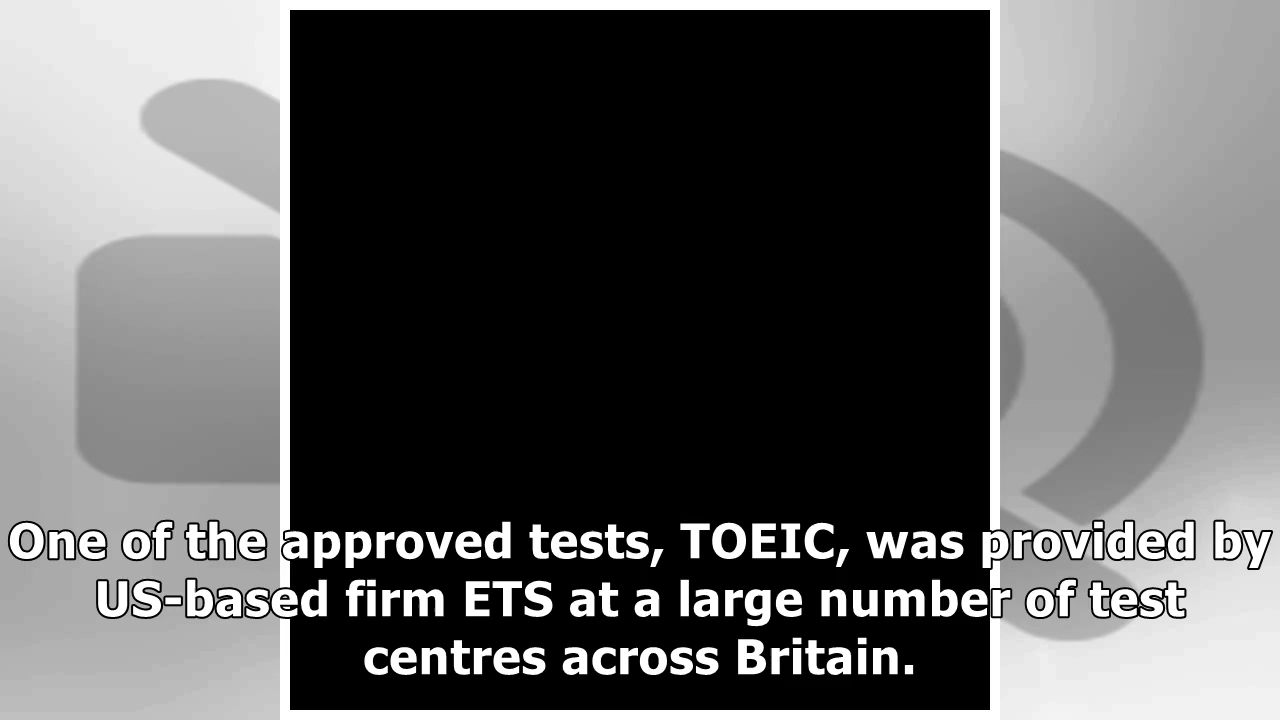 One of the approved tests, TOEIC, was provided by
US-based firm ETS at a large number of test
centres across Britain.